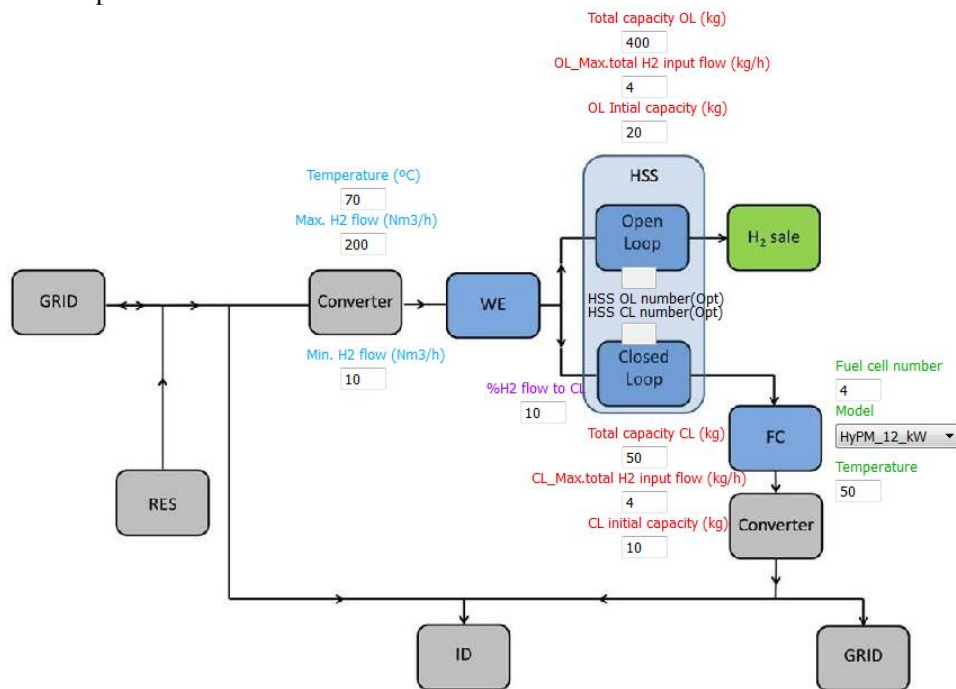 Total capacity OL (kg)
400
OL_Max.total H2 input flow (kg/h)
4
OL Intial capacity (kg)
20
Temperature (ºC)
70
Max. H2 flow (Nm3/h)
200
HSS
Open
Loop
H₂ sale
GRID
Converter
WE
HSS OL number(Opt)
HSS CL number(Opt)
Min. H2 flow (Nm3/h)
10
Closed
Loop
%H2 flow to CL
10
Fuel cell number
4
Model
HyPM_12_kW
Temperature
50
FC
Total capacity CL (kg)
50
CL_Max.total H2 input flow (kg/h)
4
CL initial capacity (kg)
10
RES
Converter
ID
GRID